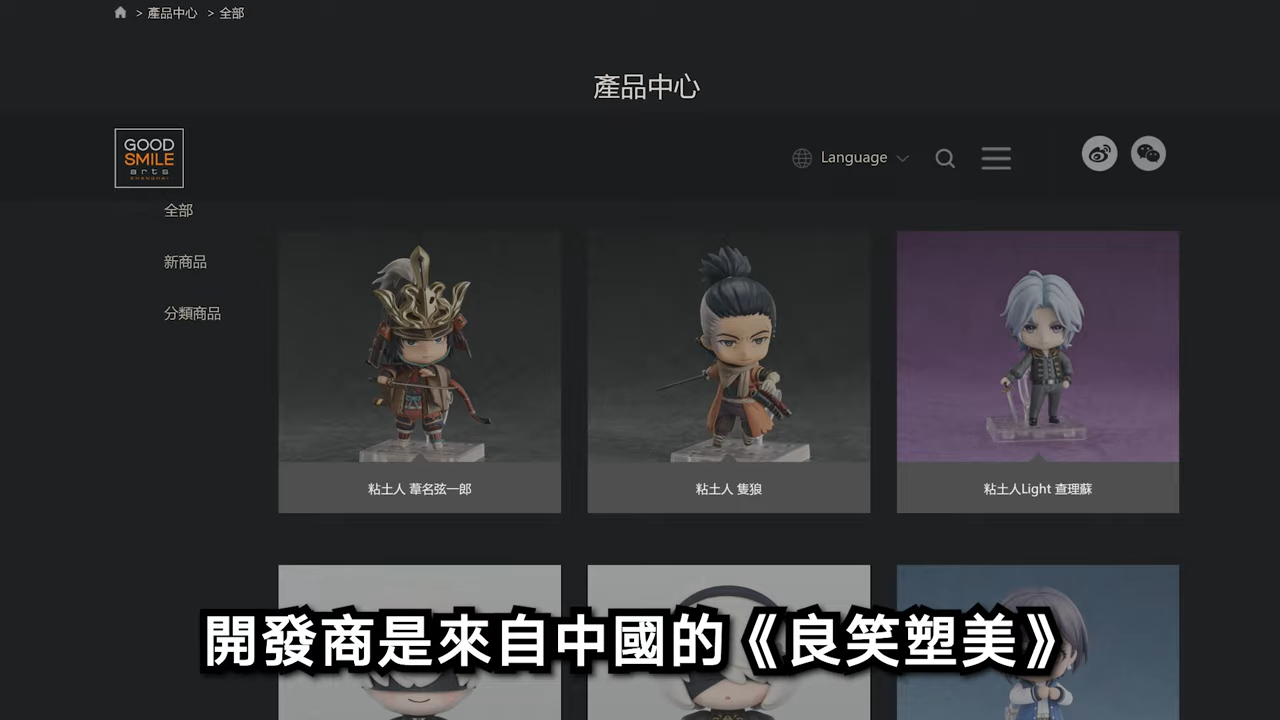 > 產品中心 > 全部
產品中心
GOOD
SMILE
arts
SHANGHAI
Language
全部
新商品
分類商品
粘土人 葦名弦一郎
粘土人 隻狼
粘土人Light 查理蘇
開發商是來自中國的《良笑塑美》